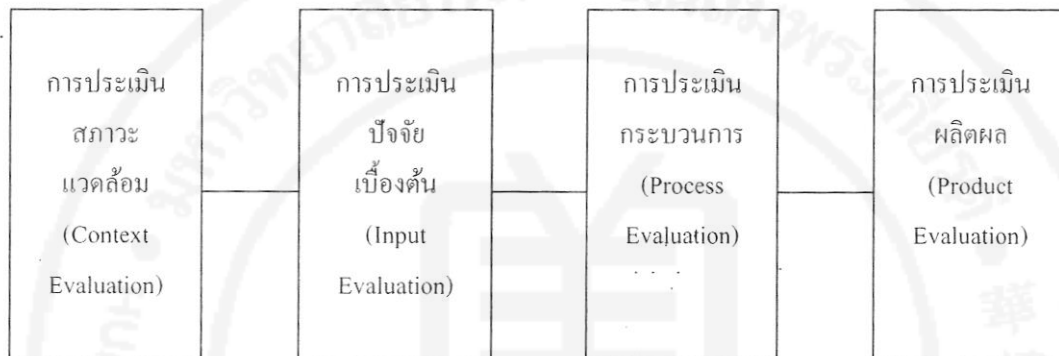 การประเมิน
สภาวะ
แวดล้อม
(Context
Evaluation)
การประเมิน
ปัจจัย
เบื้องต้น
(Input
Evaluation)
การประเมิน
กระบวนการ
(Process
Evaluation)
การประเมิน
ผลิตผล
(Product
Evaluation)